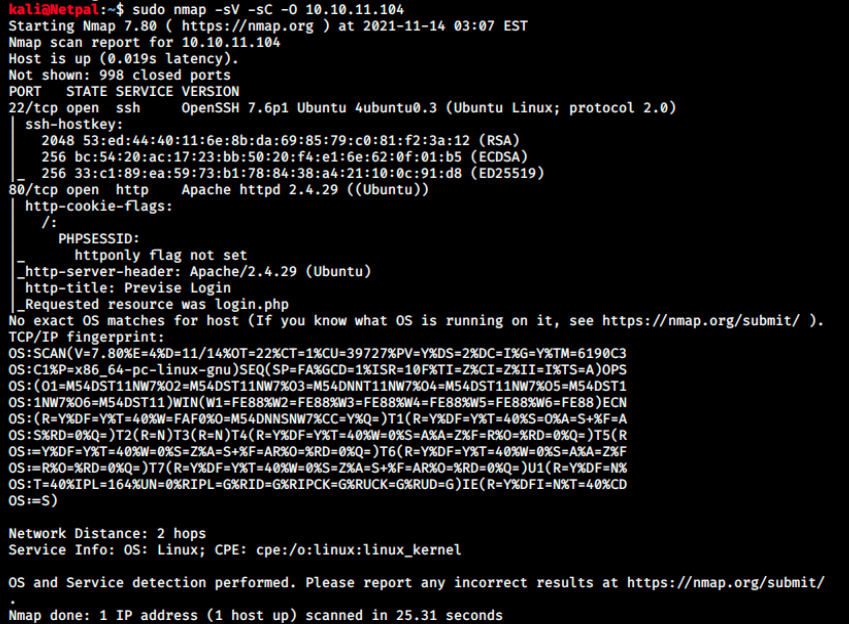 kali@Netpal:~$ sudo nmap -sV -sC -O 10.10.11.104
Starting Nmap 7.80 ( https://nmap.org ) at 2021-11-14 03:07 EST
Nmap scan report for 10.10.11.104
Host is up (0.019s latency).
Not shown: 998 closed ports
PORT   STATE SERVICE VERSION
22/tcp open  ssh     OpenSSH 7.6p1 Ubuntu 4ubuntu0.3 (Ubuntu Linux; protocol 2.0)
| ssh-hostkey:
|   2048 53:ed:44:40:11:6e:8b:da:69:85:79:c0:81:f2:3a:12 (RSA)
|   256 bc:54:20:ac:17:23:bb:50:20:f4:e1:6e:62:0f:01:b5 (ECDSA)
|_  256 33:c1:89:ea:59:73:b1:78:84:38:a4:21:10:0c:91:d8 (ED25519)
80/tcp open  http    Apache httpd 2.4.29 ((Ubuntu))
| http-cookie-flags:
|   /:
|     PHPSESSID:
|_      httponly flag not set
|_http-server-header: Apache/2.4.29 (Ubuntu)
| http-title: Previse Login
|_Requested resource was login.php
No exact OS matches for host (If you know what OS is running on it, see https://nmap.org/submit/ ).
TCP/IP fingerprint:
OS:SCAN(V=7.80%E=4%D=11/14%OT=22%CT=1%CU=39727%PV=Y%DS=2%DC=I%G=Y%TM=6190C3
OS:C1%P=x86_64-pc-linux-gnu)SEQ(SP=FA%GCD=1%ISR=10F%TI=Z%CI=Z%II=I%TS=A)OPS
OS:(O1=M54DST11NW7%O2=M54DST11NW7%O3=M54DNNT11NW7%O4=M54DST11NW7%O5=M54DST1
OS:1NW7%O6=M54DST11)WIN(W1=FE88%W2=FE88%W3=FE88%W4=FE88%W5=FE88%W6=FE88)ECN
OS:(R=Y%DF=Y%T=40%W=FAF0%O=M54DNNSNW7%CC=Y%Q=)T1(R=Y%DF=Y%T=40%S=O%A=S+%F=A
OS:S%RD=0%Q=)T2(R=N)T3(R=N)T4(R=Y%DF=Y%T=40%W=0%S=A%A=Z%F=R%O=%RD=0%Q=)T5(R
OS:=Y%DF=Y%T=40%W=0%S=Z%A=S+%F=AR%O=%RD=0%Q=)T6(R=Y%DF=Y%T=40%W=0%S=A%A=Z%F
OS:=R%O=%RD=0%Q=)T7(R=Y%DF=Y%T=40%W=0%S=Z%A=S+%F=AR%O=%RD=0%Q=)U1(R=Y%DF=N%
OS:T=40%IPL=164%UN=0%RIPL=G%RID=G%RIPCK=G%RUCK=G%RUD=G)IE(R=Y%DFI=N%T=40%CD
OS:=S)
Network Distance: 2 hops
Service Info: OS: Linux; CPE: cpe:/o:linux:linux_kernel
OS and Service detection performed. Please report any incorrect results at https://nmap.org/submit/
.
Nmap done: 1 IP address (1 host up) scanned in 25.31 seconds